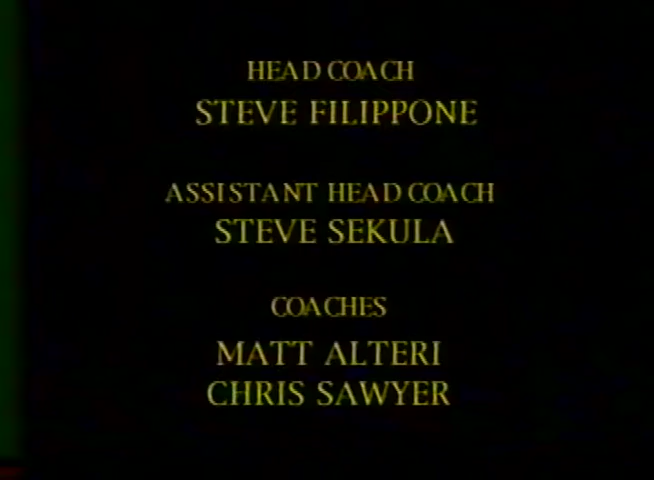 HEAD COACH
STEVE FILIPPONE
ASSISTANT HEAD COACH
STEVE SEKULA
COACHES
MATT ALTERI
CHRIS SAWYER